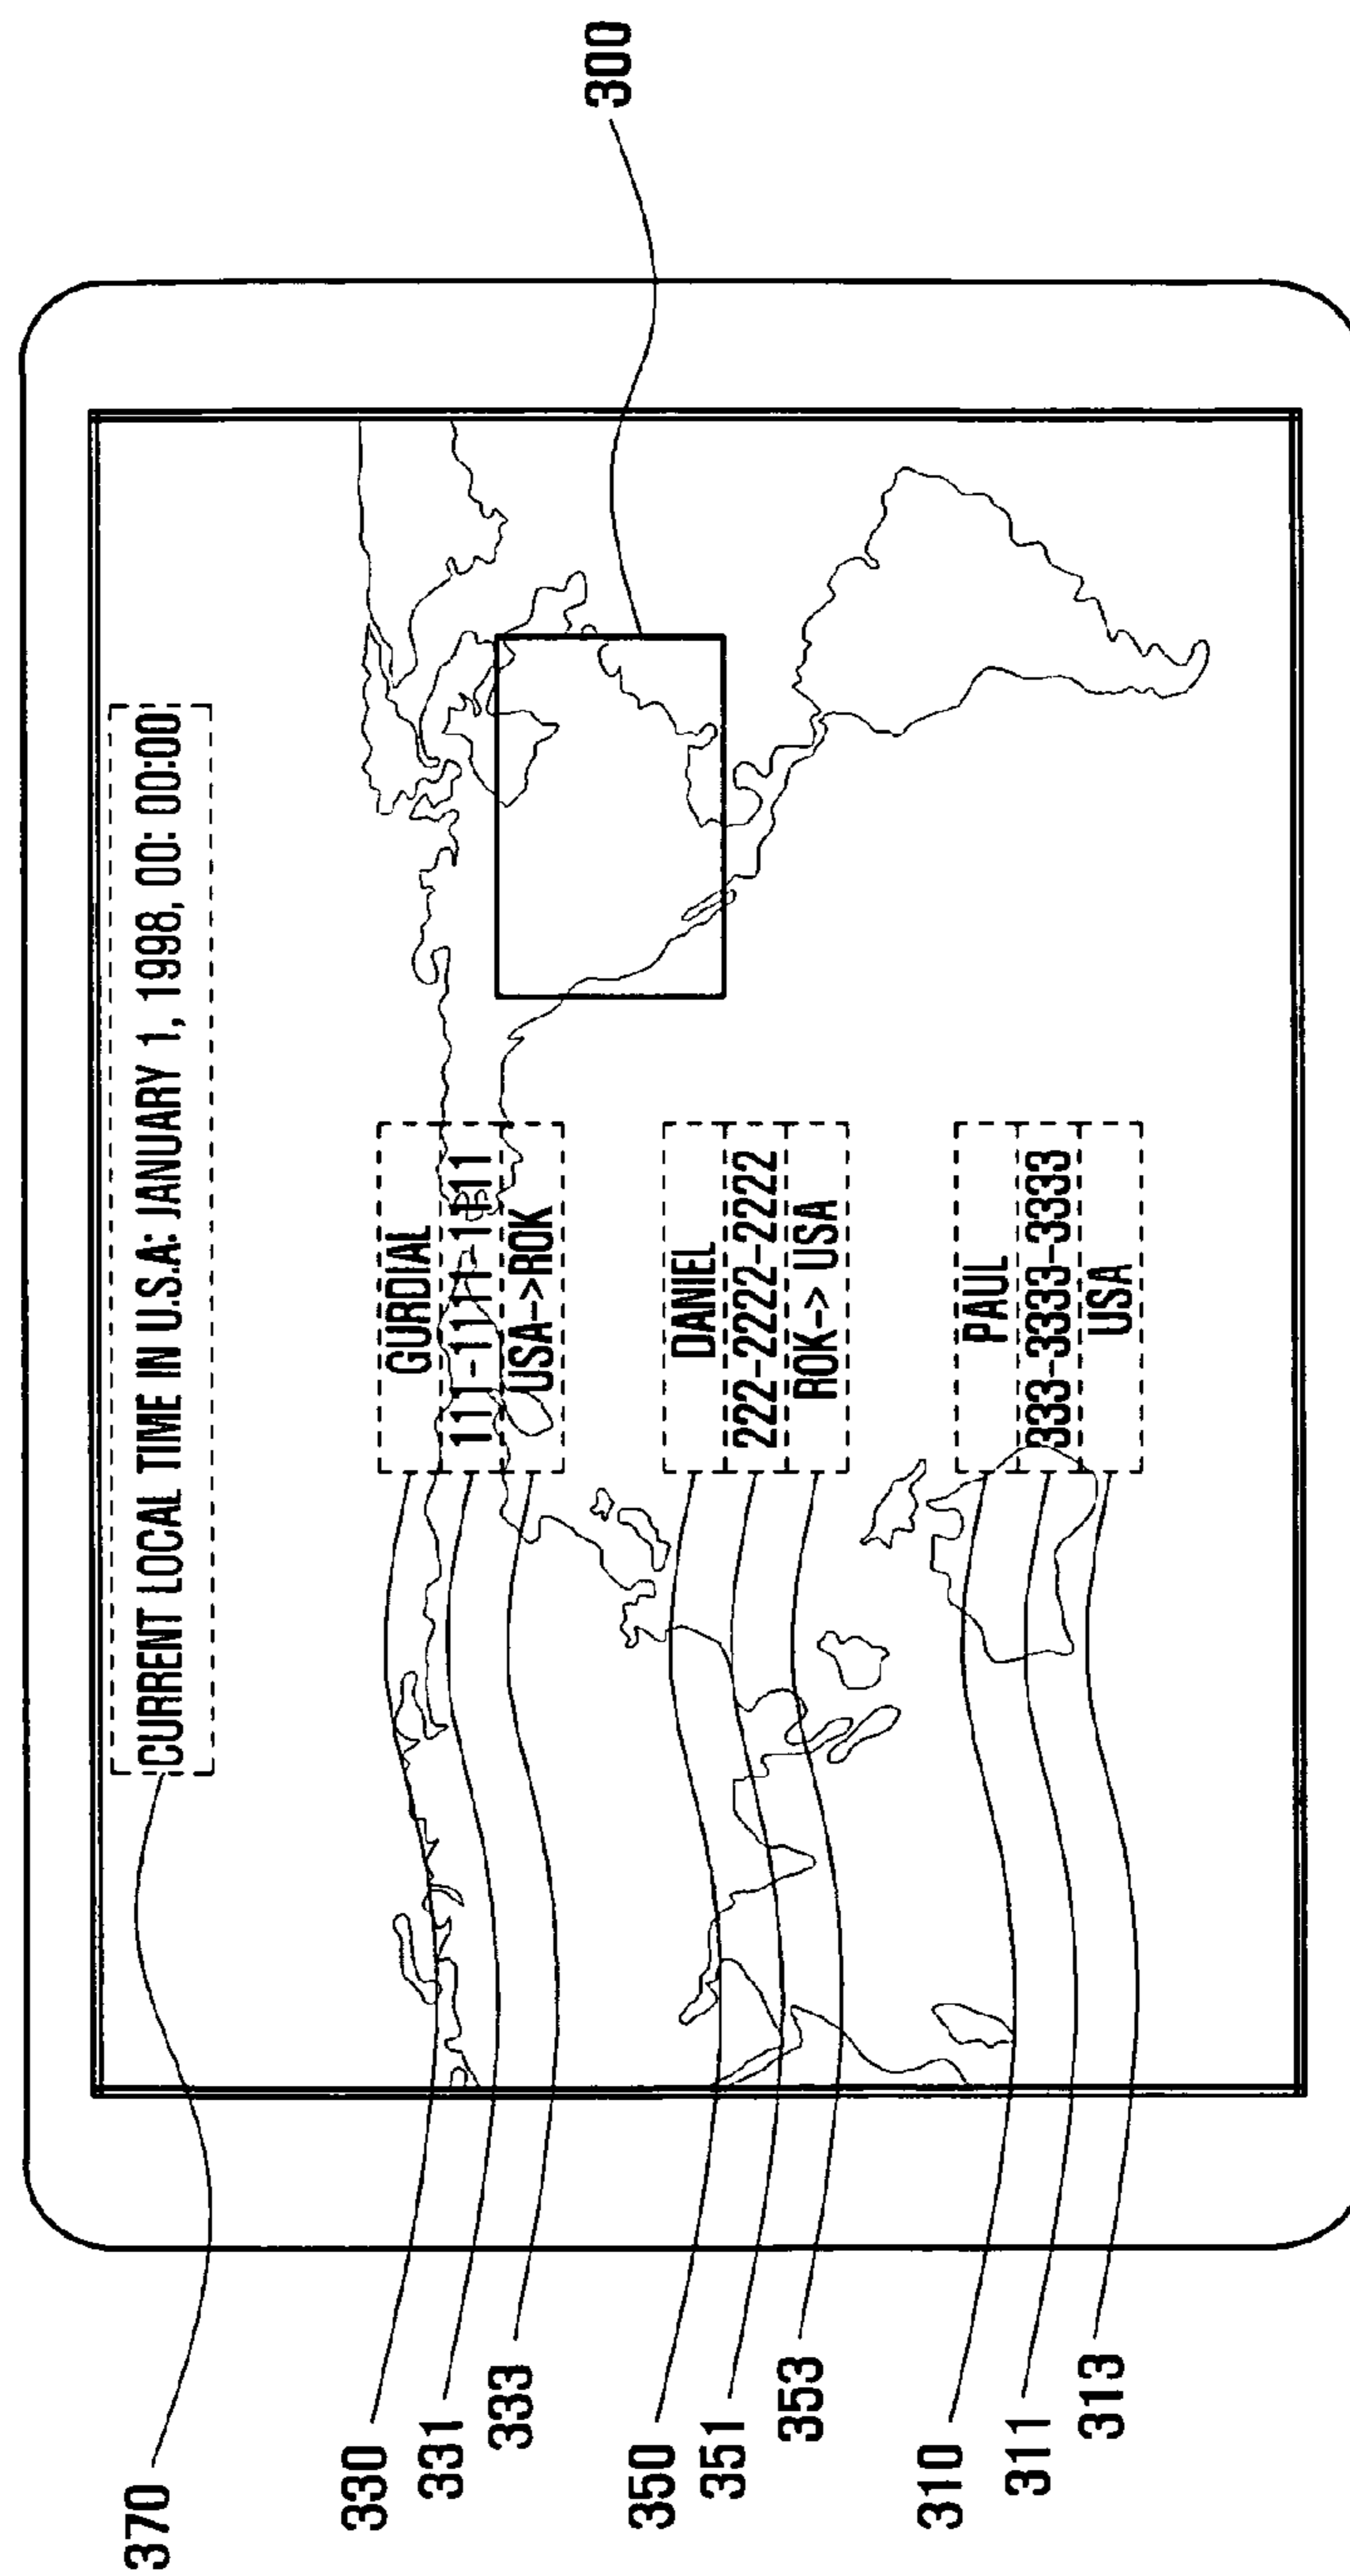 300
CURRENT LOCAL TIME IN U.S.A: JANUARY 1, 1998, 00: 00:00
370
GURDIAL
111-1111-1111
USA->ROK
330
331
333
DANIEL
222-2222-2222
ROK-> USA
350
351
353
PAUL
333-3333-3333
USA
310
311
313